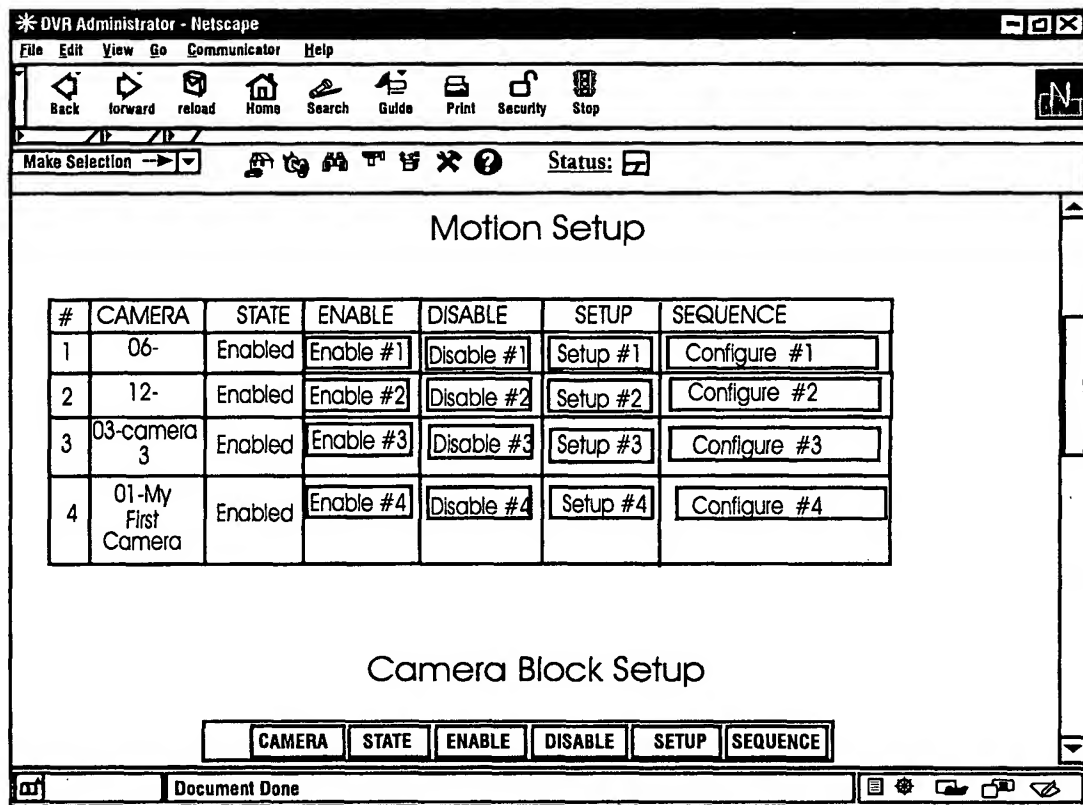 DVR Administrator - Netscape
File Edit View Go Communicator Help
Back forward reload Home Search Guide Print Security Stop
N
Make Selection Status:
Motion Setup
# CAMERA STATE ENABLE DISABLE SETUP SEQUENCE
1 06- Enabled Enable #1 Disable #1 Setup #1 Configure #1
2 12- Enabled Enable #2 Disable #2 Setup #2 Configure #2
3 03-camera 3 Enabled Enable #3 Disable #3 Setup #3 Configure #3
4 01-My First Camera Enabled Enable #4 Disable #4 Setup #4 Configure #4
Camera Block Setup
CAMERA STATE ENABLE DISABLE SETUP SEQUENCE
Document Done